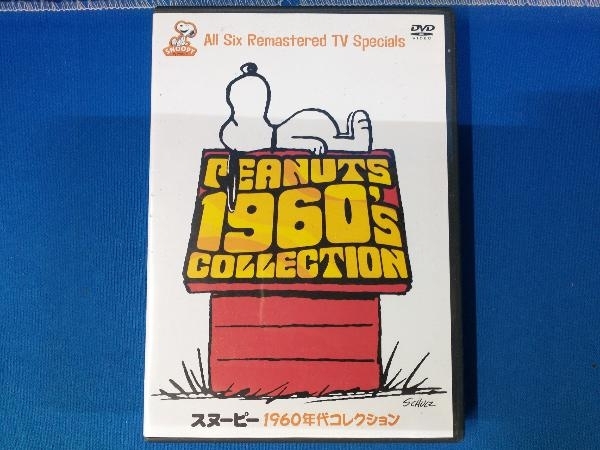 SNOOPY
All Six Remastered TV Specials
DVD
VIDEO
PEANUTS
1960's
COLLECTION
SCHULZ
スヌーピー 1960年代コレクション